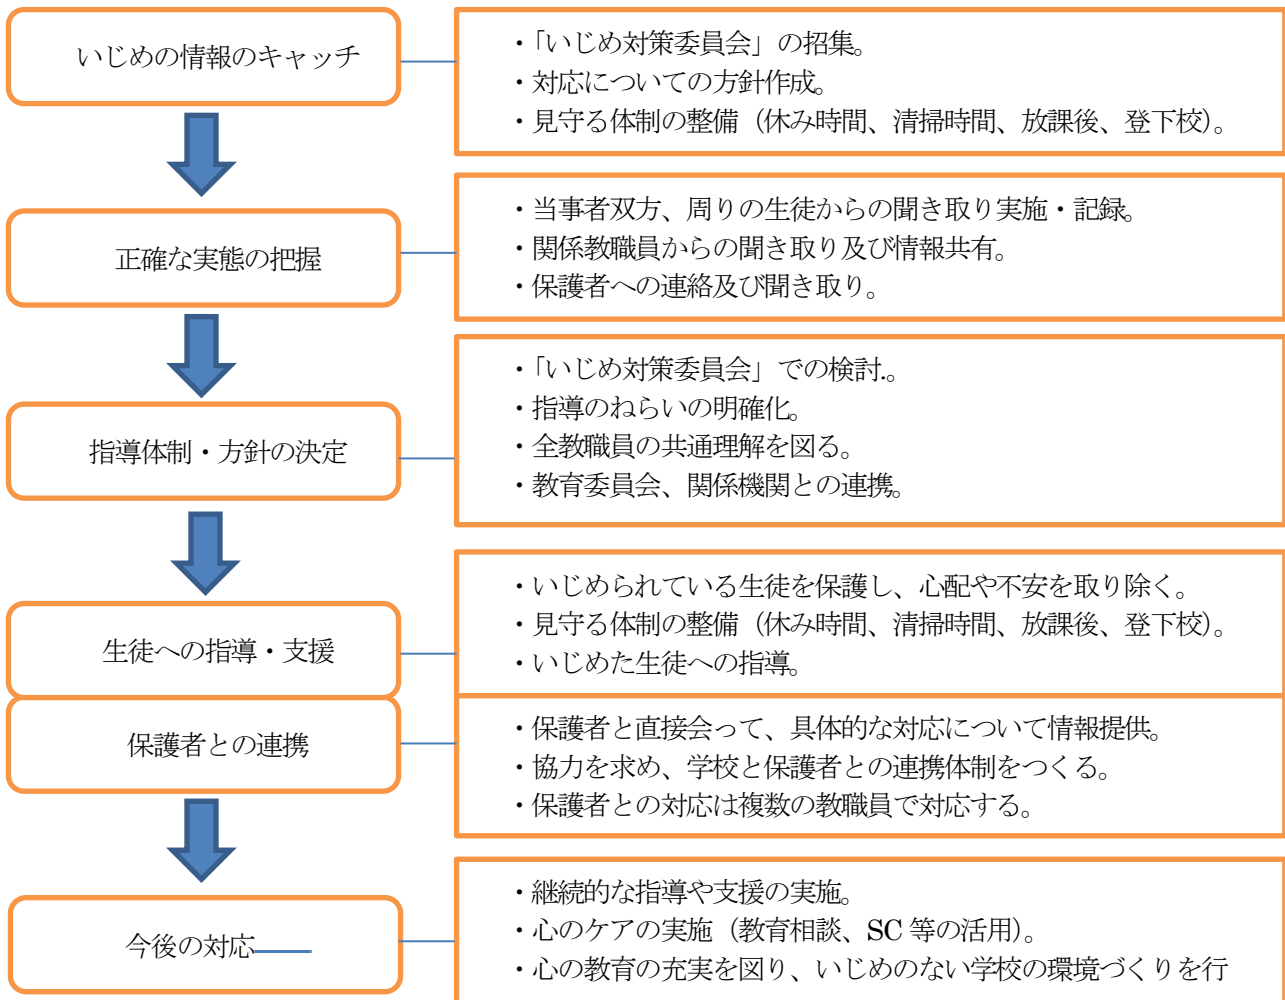 いじめの情報のキャッチ
・「いじめ対策委員会」の招集。
・対応についての方針作成。
・見守る体制の整備（休み時間、清掃時間、放課後、登下校）。
正確な実態の把握
・当事者双方、周りの生徒からの聞き取り実施・記録。
・関係教職員からの聞き取り及び情報共有。
・保護者への連絡及び聞き取り。
指導体制・方針の決定
・「いじめ対策委員会」での検討.。
・指導のねらいの明確化。
・全教職員の共通理解を図る。
・教育委員会、関係機関との連携。
生徒への指導・支援
・いじめられている生徒を保護し、心配や不安を取り除く。
・見守る体制の整備（休み時間、清掃時間、放課後、登下校）。
・いじめた生徒への指導。
保護者との連携
・保護者と直接会って、具体的な対応について情報提供。
・協力を求め、学校と保護者との連携体制をつくる。
・保護者との対応は複数の教職員で対応する。
今後の対応
・継続的な指導や支援の実施。
・心のケアの実施（教育相談、SC 等の活用）。
・心の教育の充実を図り、いじめのない学校の環境づくりを行